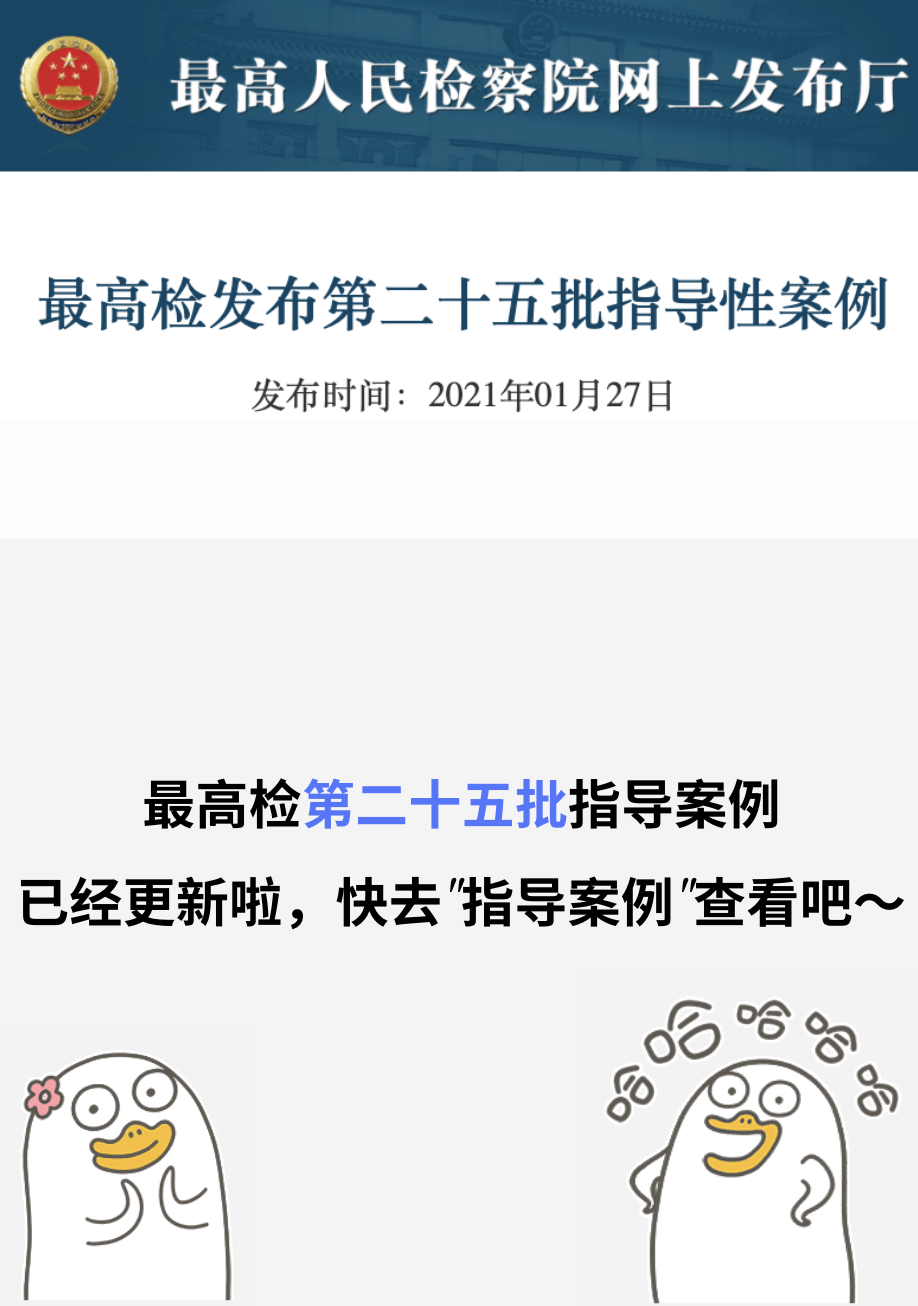 最高人民检察院网上发布厅
最高检发布第二十五批指导性案例
发布时间：2021年01月27日
最高检第二十五批指导案例
已经更新啦，快去"指导案例"查看吧～
哈哈哈哈哈